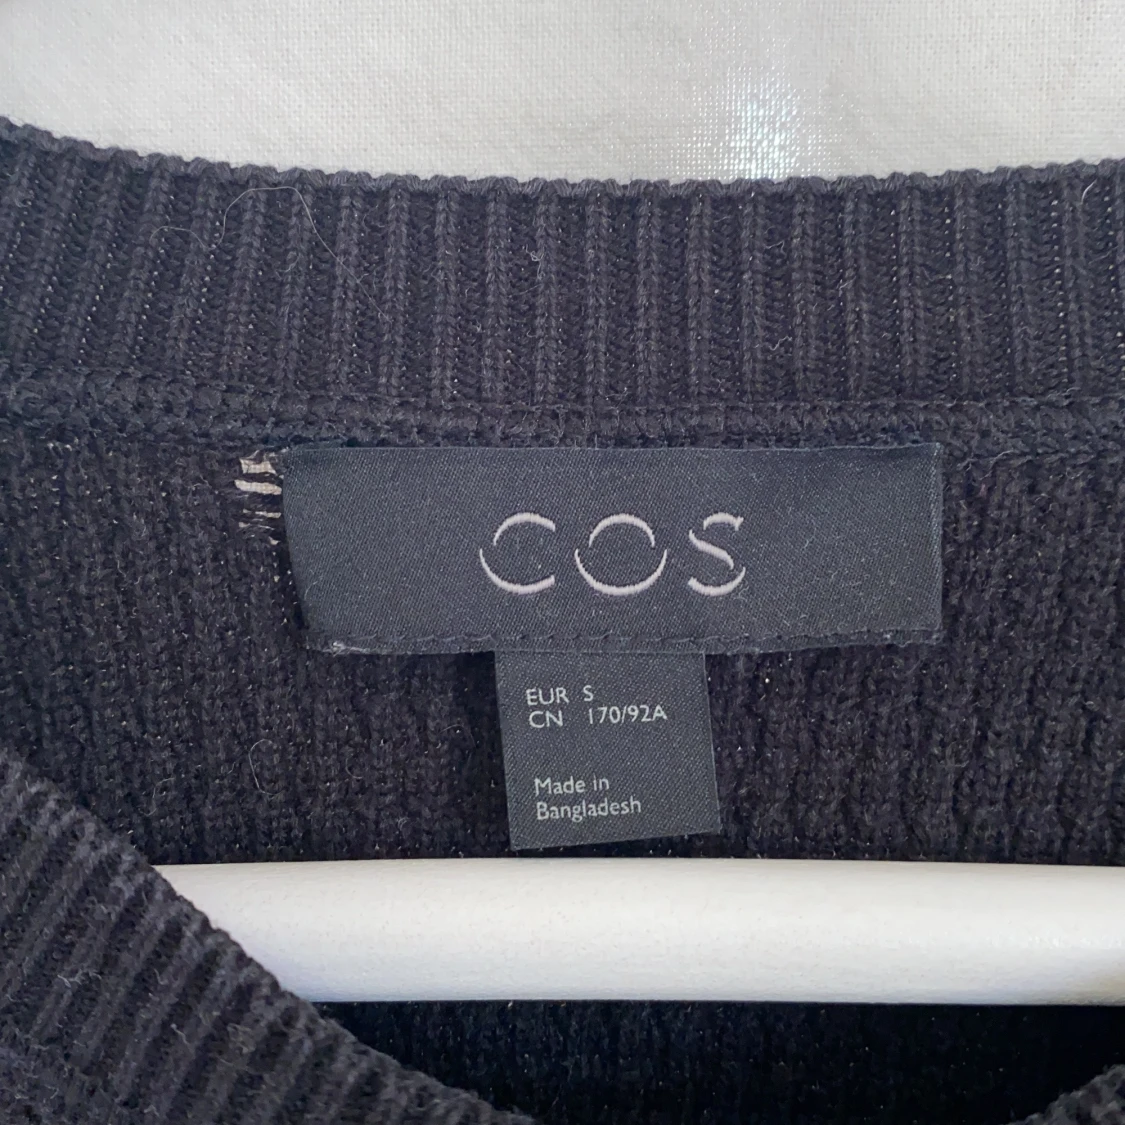 COS
EUR S
CN 170/92A
Made in
Bangladesh